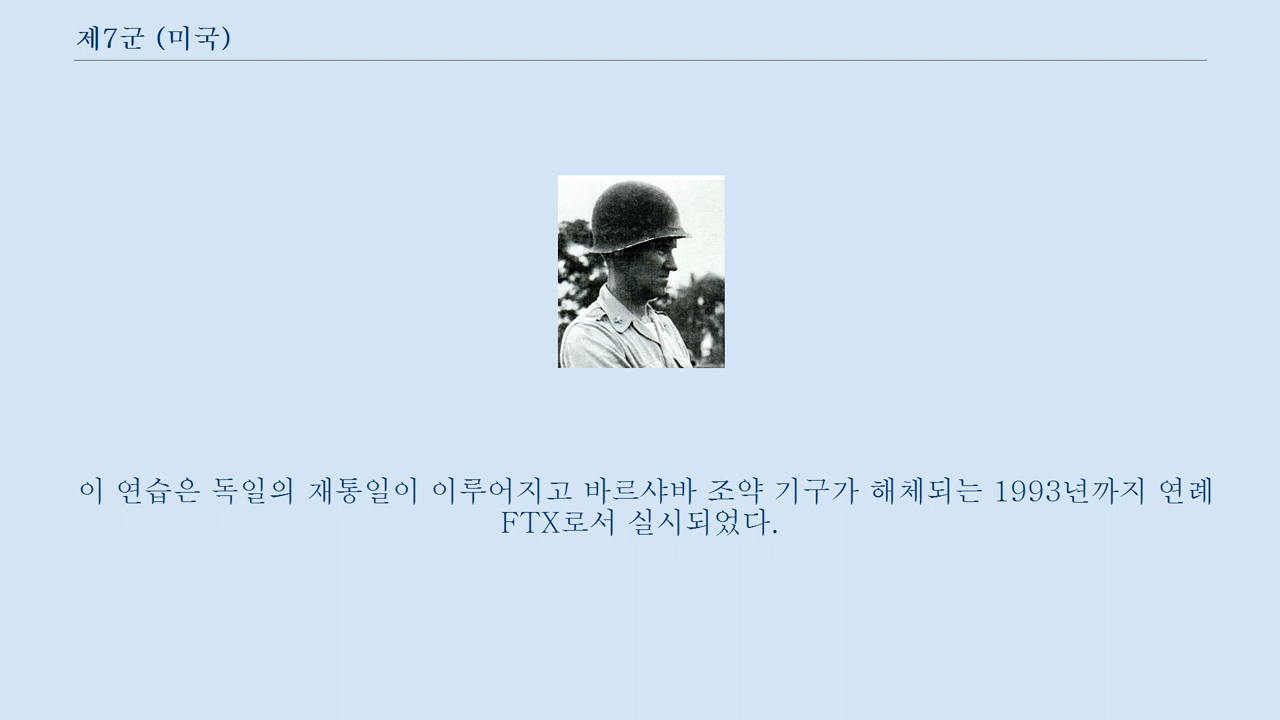 제7군 (미국)
이 연습은 독일의 재통일이 이루어지고 바르샤바 조약 기구가 해체되는 1993년까지 연례
FTX로서 실시되었다.